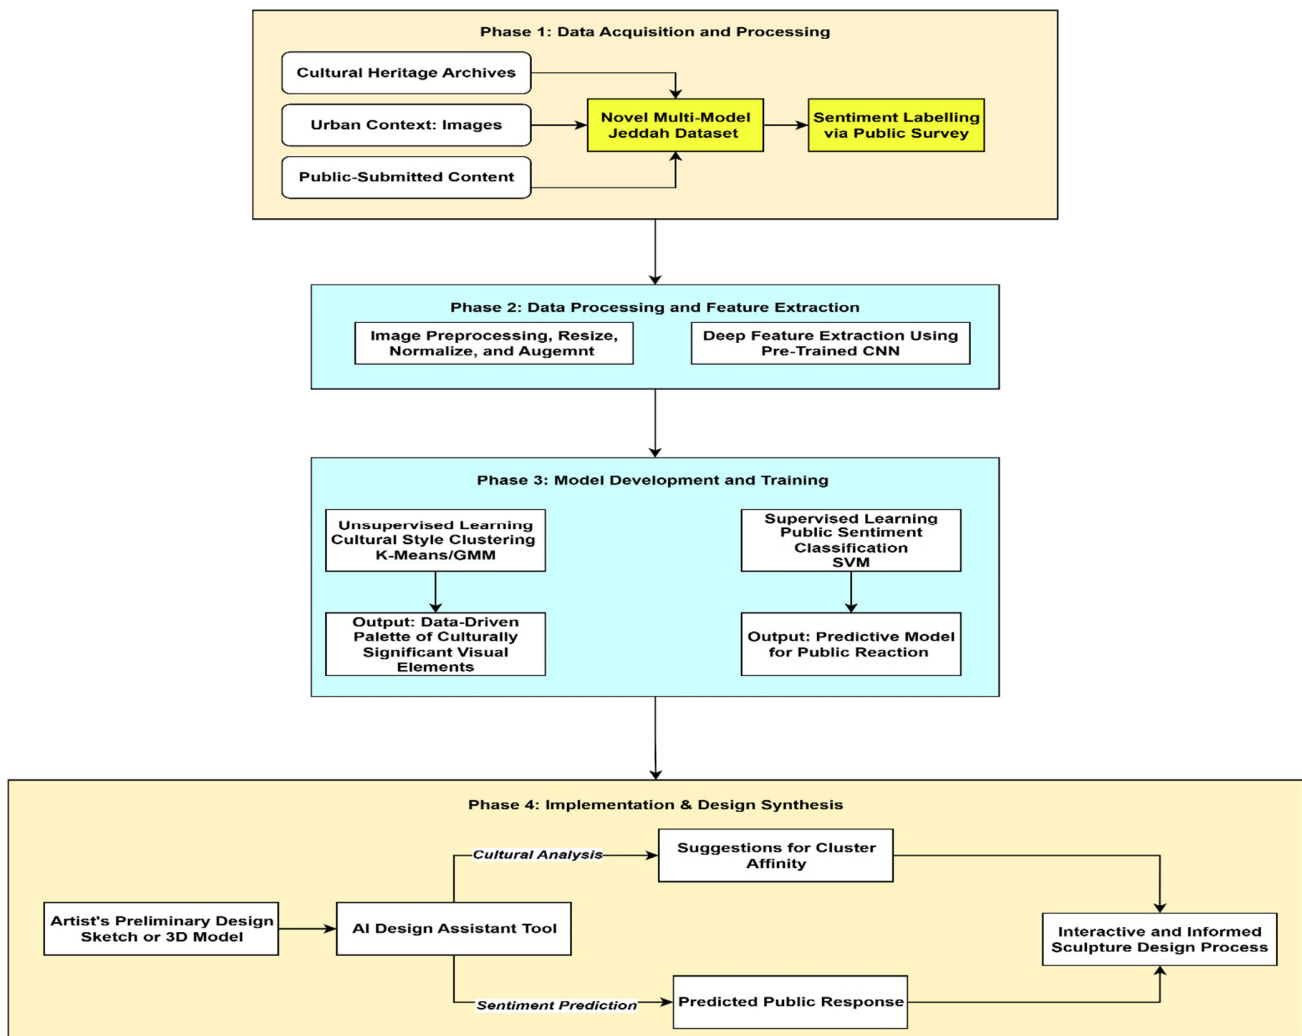 Phase 1: Data Acquisition and Processing
Cultural Heritage Archives
Urban Context: Images
Public-Submitted Content
Novel Multi-Model
Jeddah Dataset
Sentiment Labelling
via Public Survey
Phase 2: Data Processing and Feature Extraction
Image Preprocessing, Resize,
Normalize, and Augemnt
Deep Feature Extraction Using
Pre-Trained CNN
Phase 3: Model Development and Training
Unsupervised Learning
Cultural Style Clustering
K-Means/GMM
Output: Data-Driven
Palette of Culturally
Significant Visual
Elements
Supervised Learning
Public Sentiment
Classification
SVM
Output: Predictive Model
for Public Reaction
Phase 4: Implementation & Design Synthesis
Artist's Preliminary Design
Sketch or 3D Model
AI Design Assistant Tool
Cultural Analysis
Suggestions for Cluster
Affinity
Sentiment Prediction
Predicted Public Response
Interactive and Informed
Sculpture Design Process